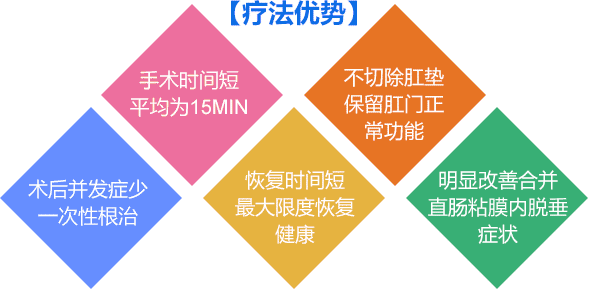 【疗法优势】
手术时间短
平均为15MIN
不切除肛垫
保留肛门正
常功能
术后并发症少
一次性根治
恢复时间短
最大限度恢复
健康
明显改善合并
直肠粘膜内脱垂
症状